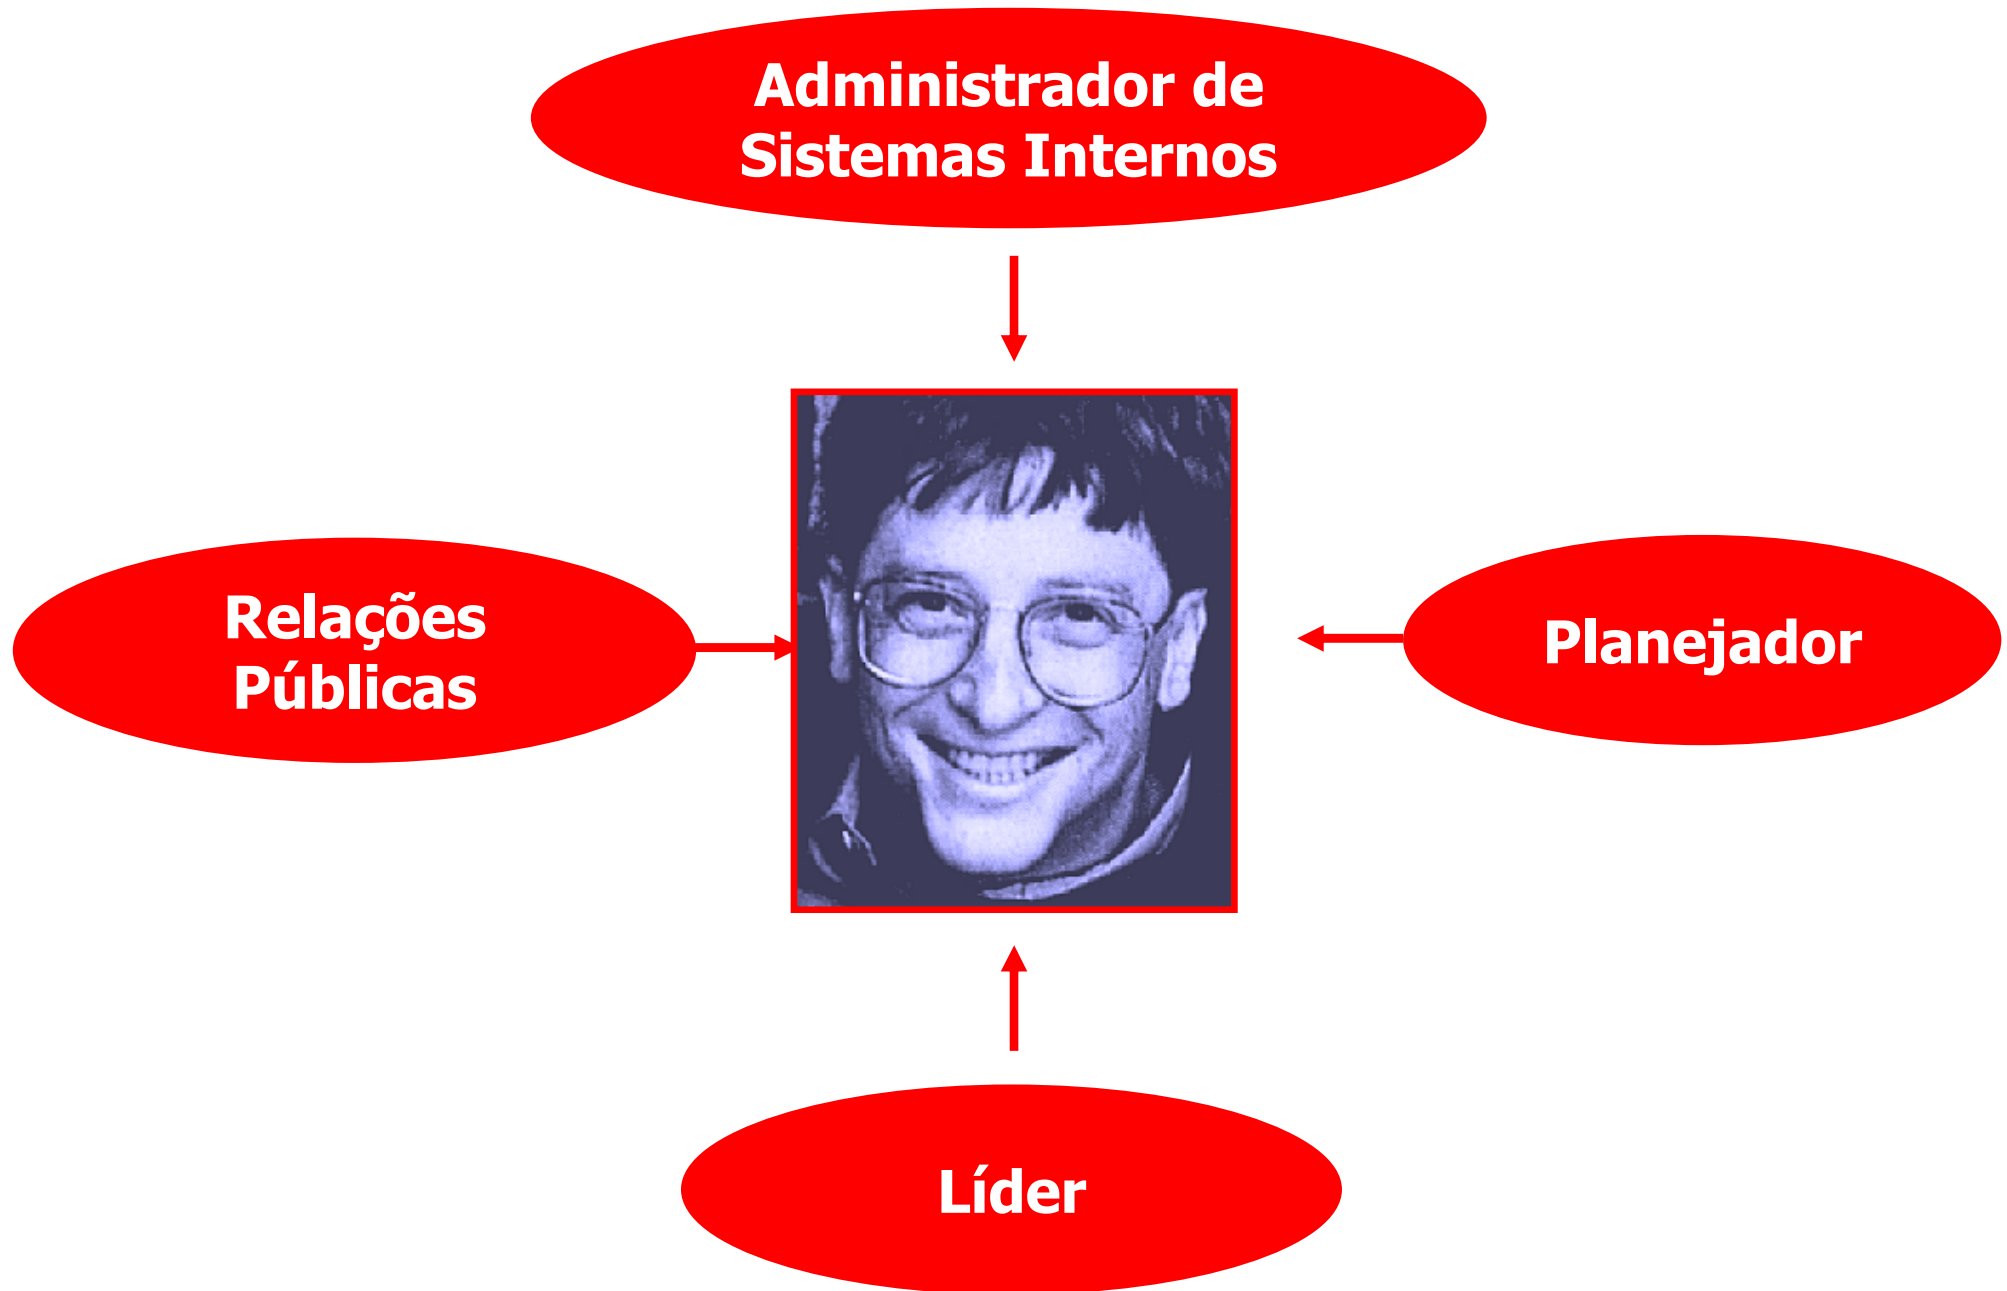 Administrador de
Sistemas Internos
Relações
Públicas
Planejador
Líder